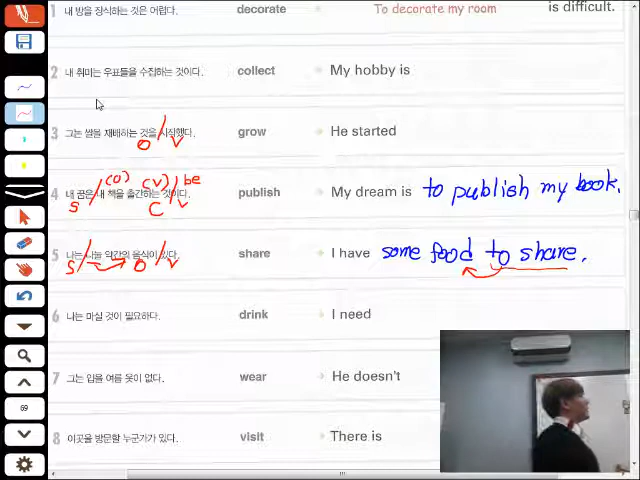 1 내 방을 장식하는 것은 어렵다. decorate To decorate my room is difficult.
2 내 취미는 우표들을 수집하는 것이다. collect My hobby is
3 그는 쌀을 재배하는 것을 시작했다. grow He started
O / V
(O) (V) be
4 내 꿈은 내 책을 출간하는 것이다. publish My dream is to publish my book.
S / C V
5 나는 나눌 약간의 음식이 있다. share I have some food to share.
S / O / V
6 나는 마실 것이 필요하다. drink I need
7 그는 입을 여름 옷이 없다. wear He doesn't
8 이곳을 방문할 누군가가 있다. visit There is
69